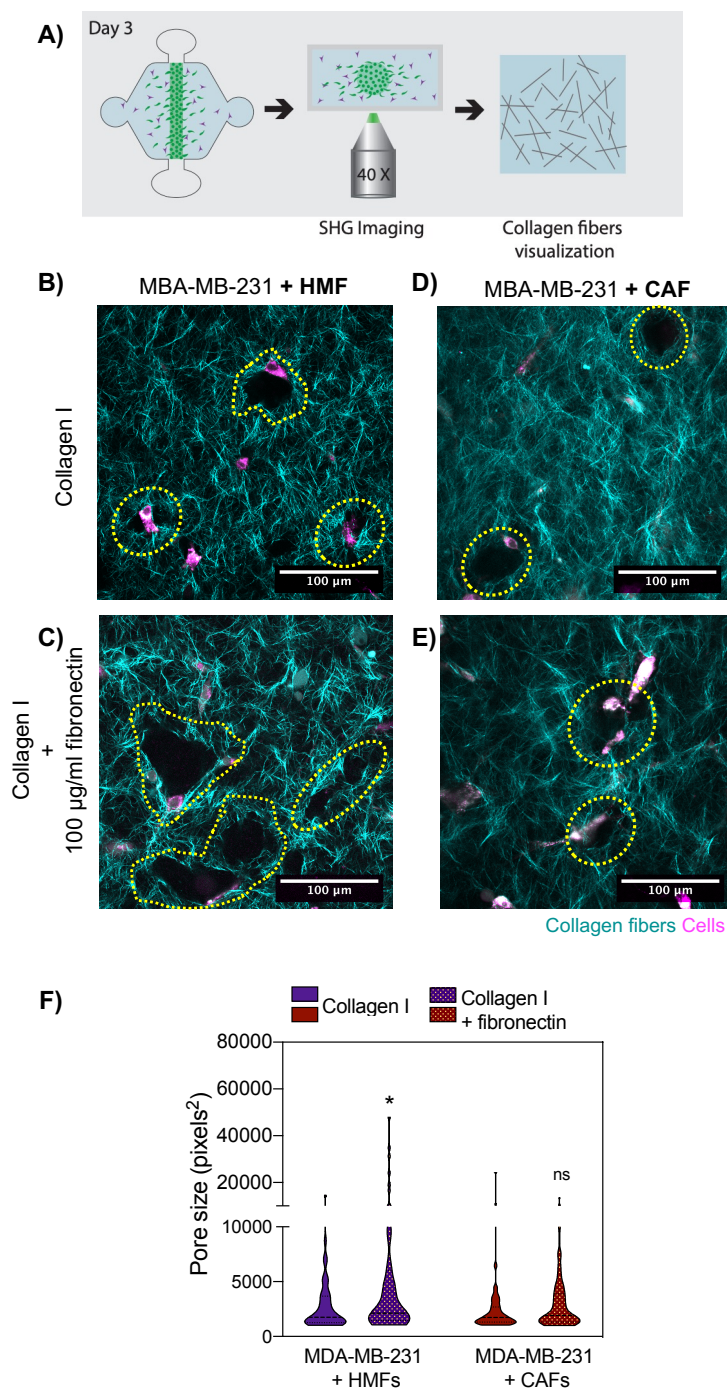 A)
Day 3
40 X
SHG Imaging
Collagen fibers
visualization
B)
MBA-MB-231 + HMF
D)
MBA-MB-231 + CAF
Collagen I
100 µm
100 µm
C)
E)
Collagen I
+
100 µg/ml fibronectin
100 µm
100 µm
Collagen fibers Cells
F)
Collagen I
Collagen I
+ fibronectin
Pore size (pixels²)
80000
60000
40000
20000
10000
5000
0
*
ns
MDA-MB-231
+ HMFs
MDA-MB-231
+ CAFs